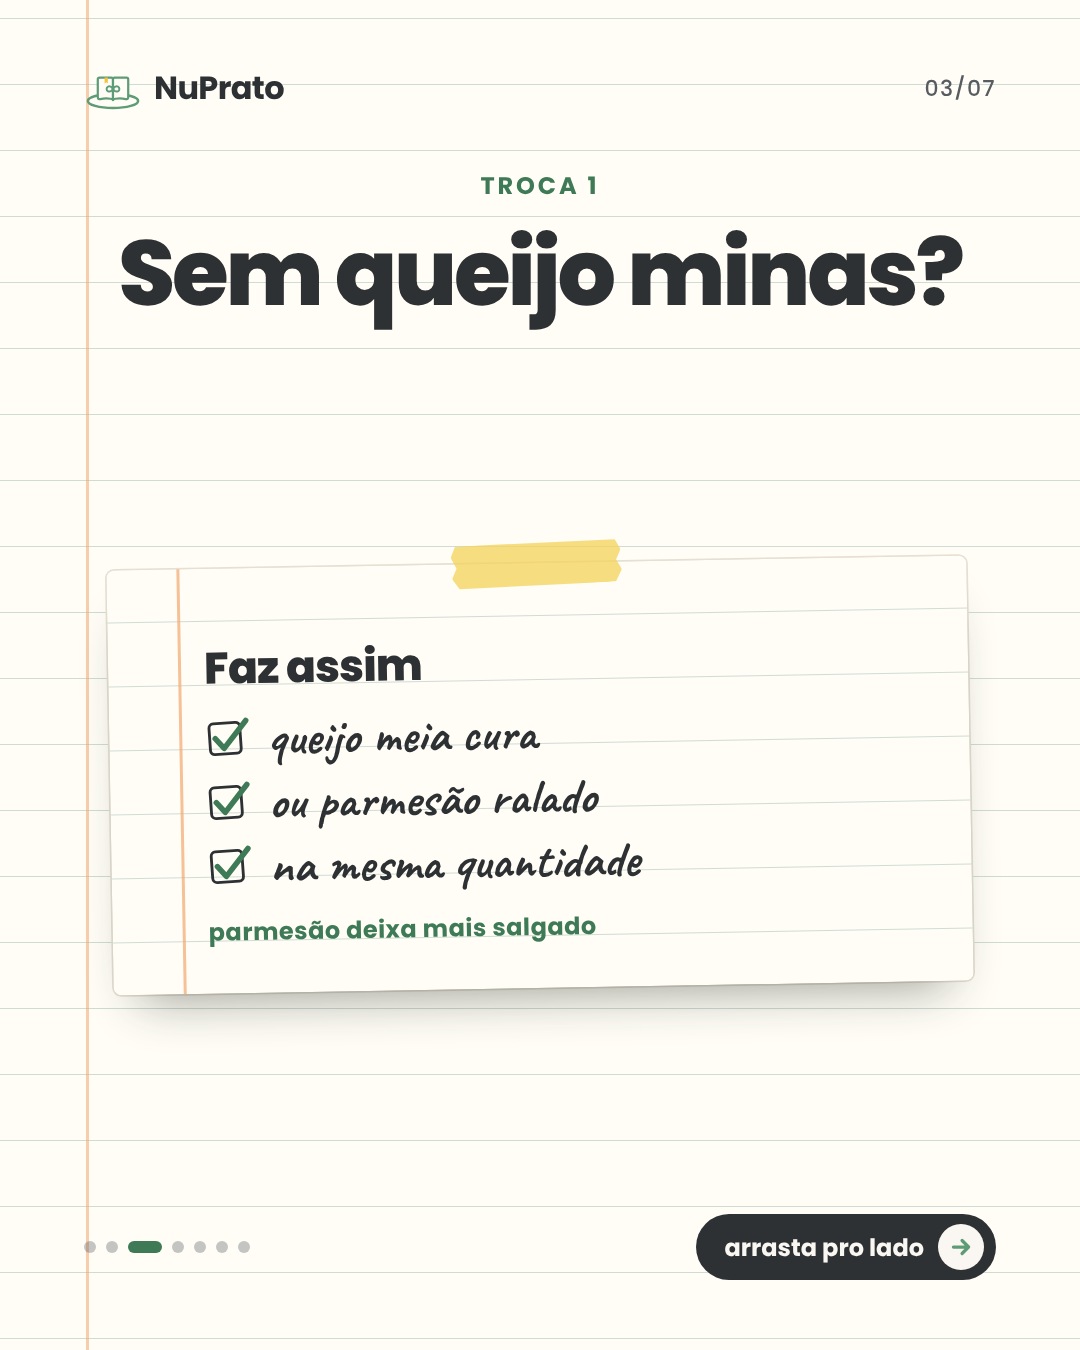 NuPrato
03/07
TROCA 1
Sem queijo minas?
Faz assim
queijo meia cura
ou parmesão ralado
na mesma quantidade
parmesão deixa mais salgado
arrasta pro lado